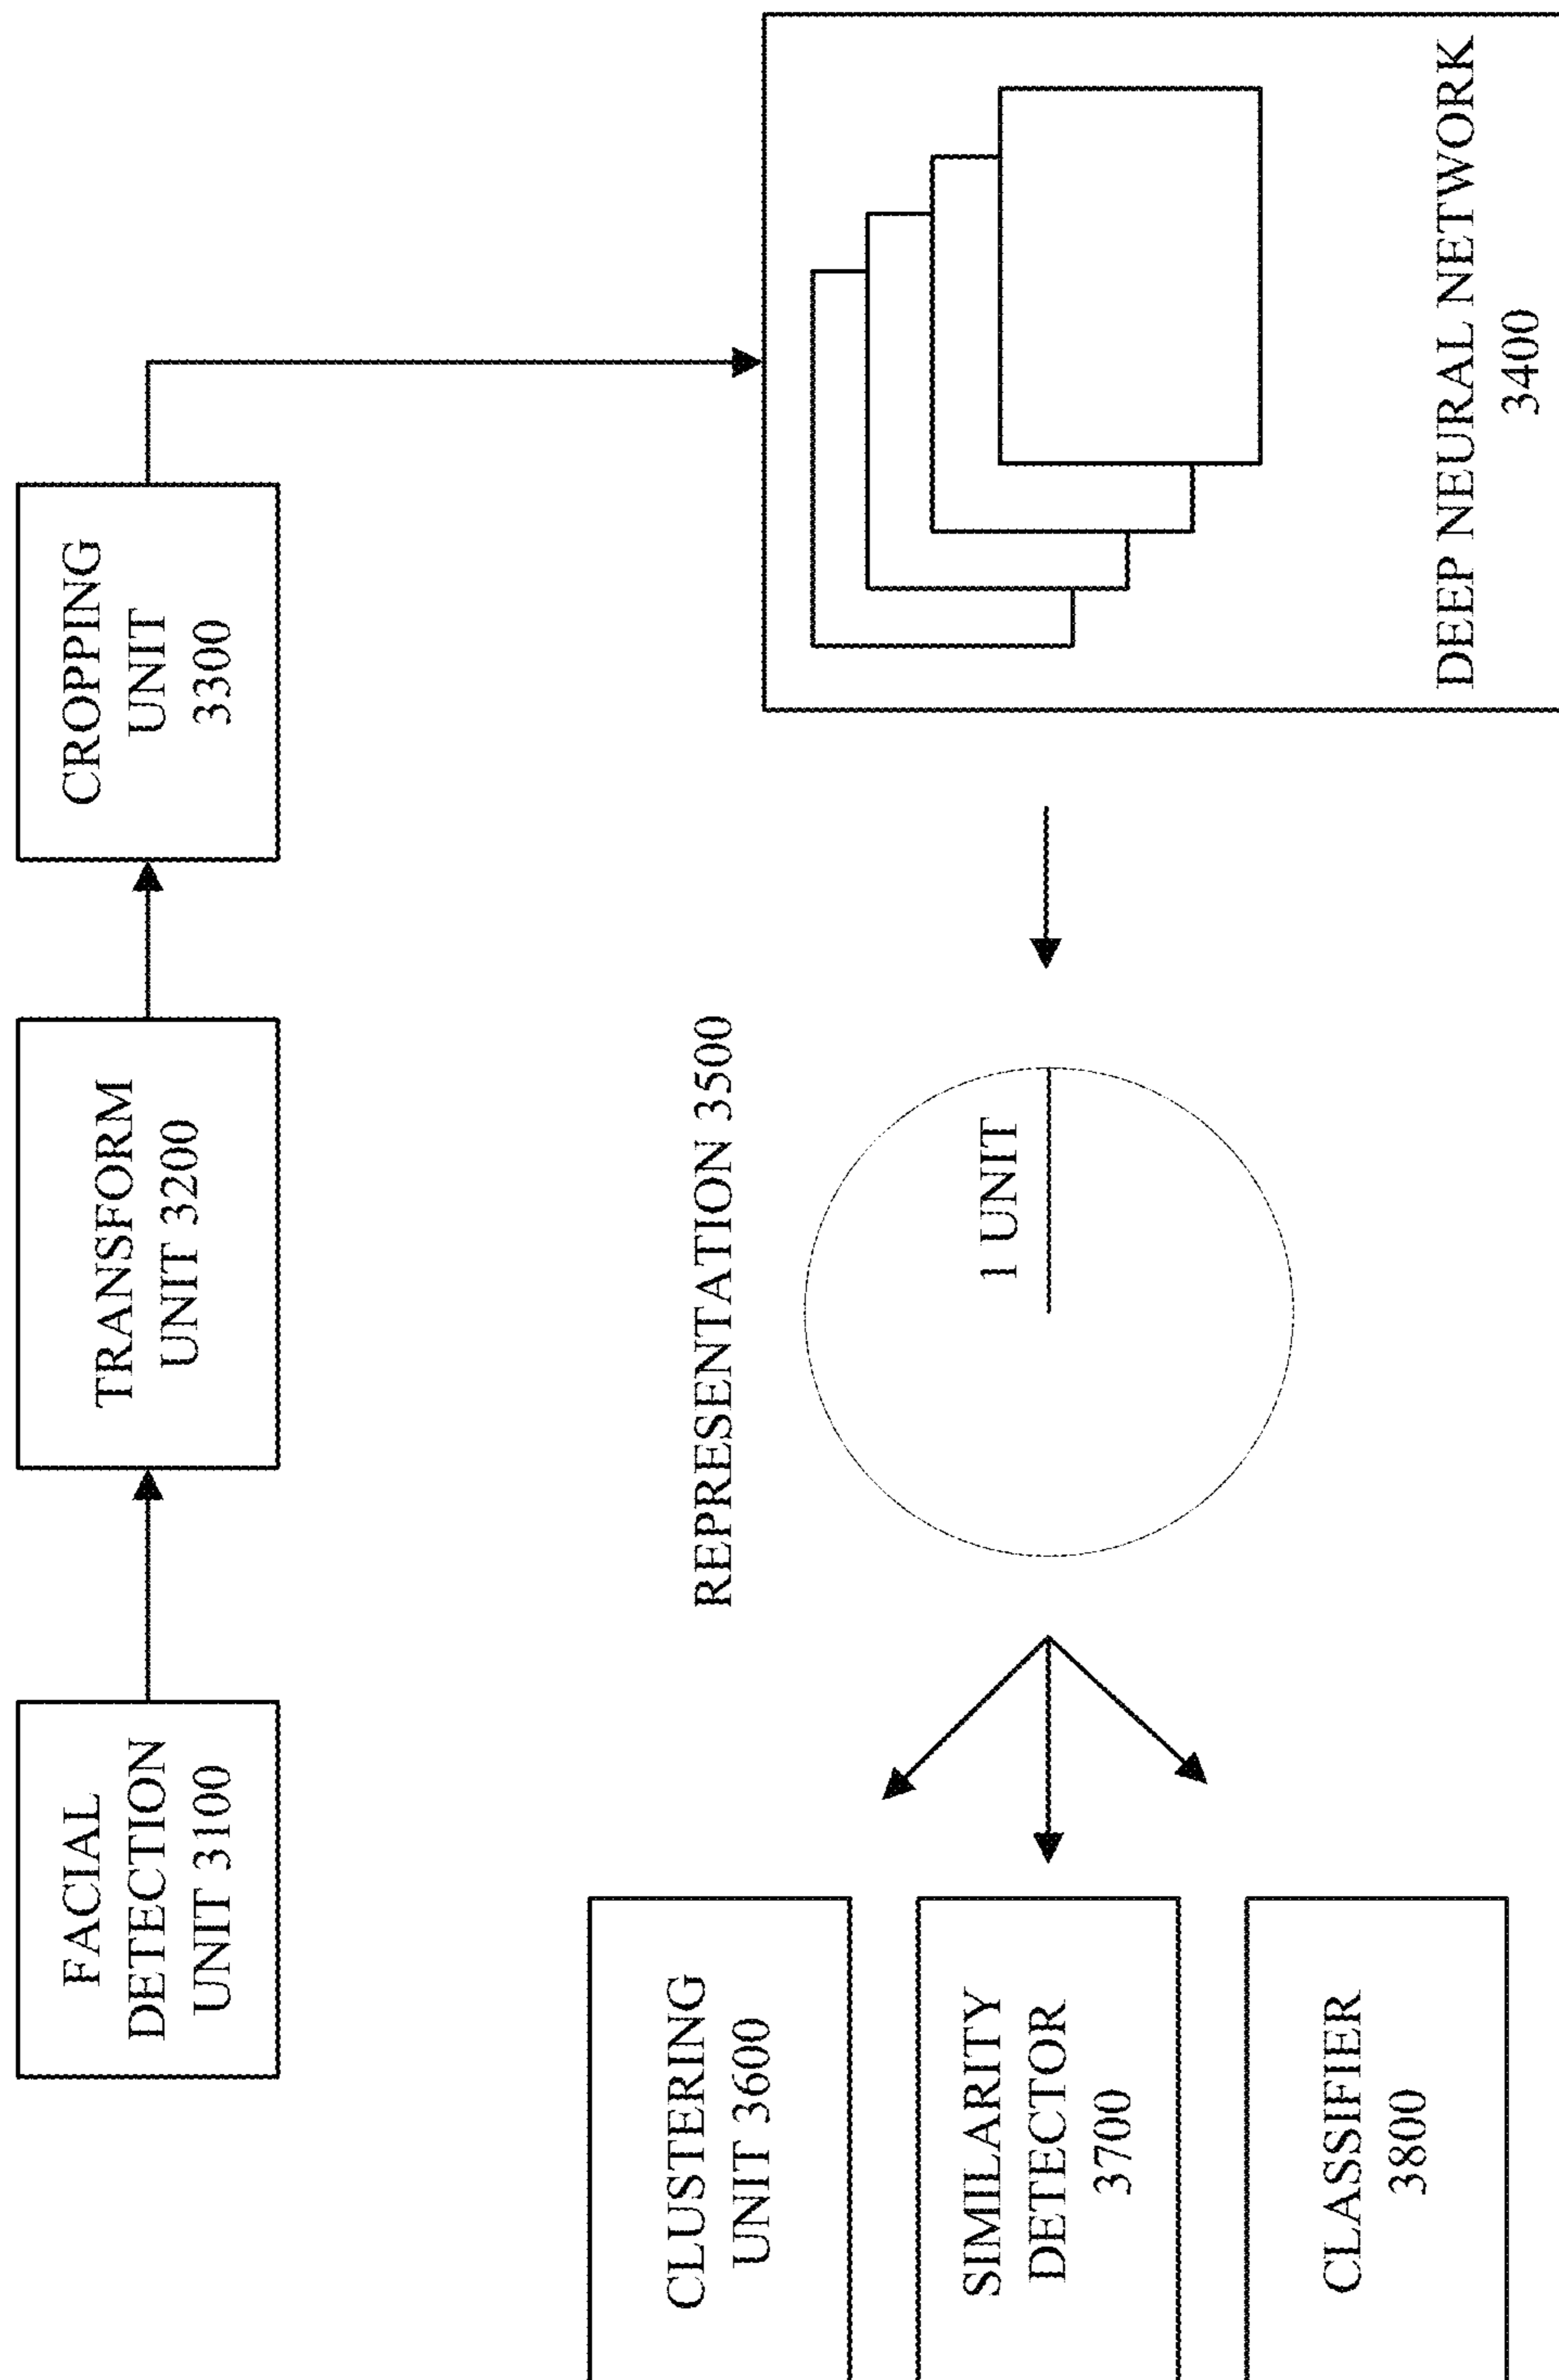 FACIAL
DETECTION
UNIT 3100
TRANSFORM
UNIT 3200
CROPPING
UNIT
3300
CLUSTERING
UNIT 3600
SIMILARITY
DETECTOR
3700
CLASSIFIER
3800
REPRESENTATION 3500
1 UNIT
DEEP NEURAL NETWORK
3400